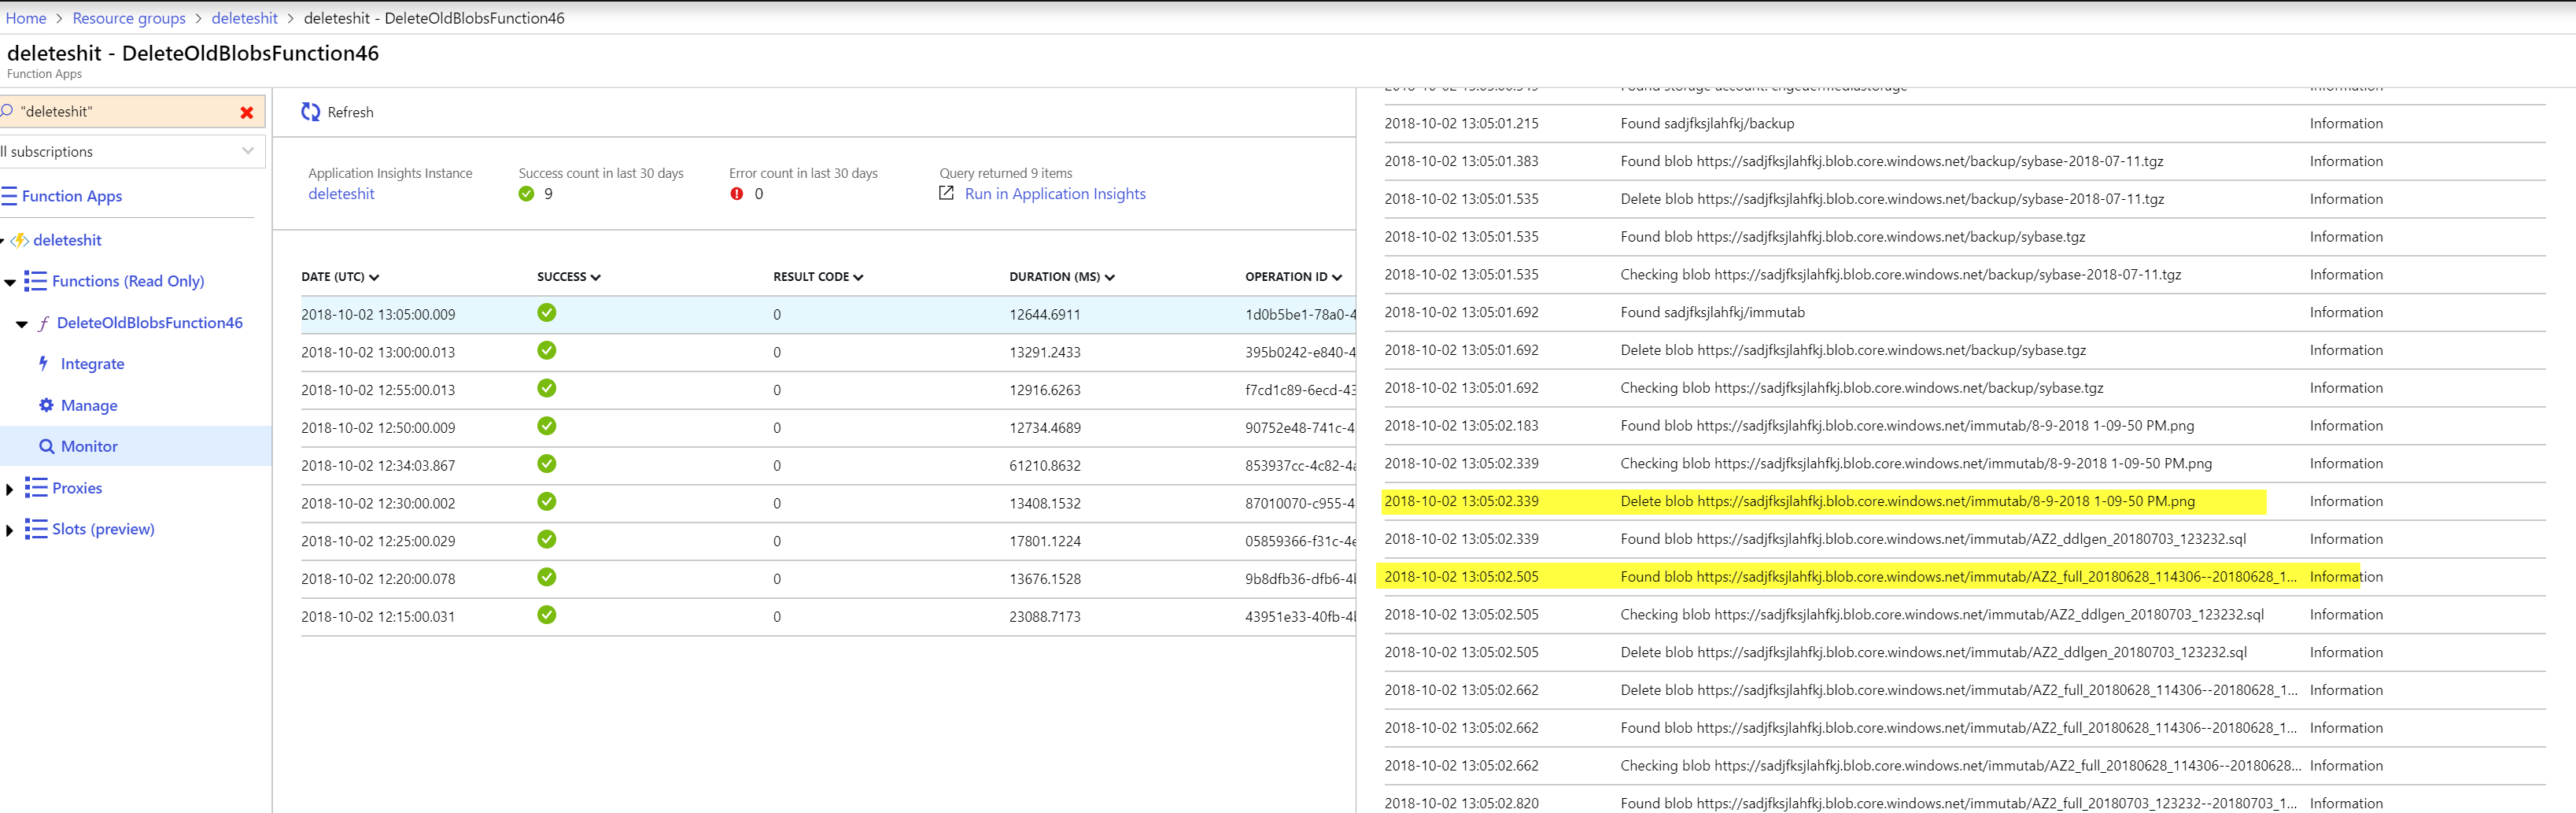 Home > Resource groups > deleteshit > deleteshit - DeleteOldBlobsFunction46
deleteshit - DeleteOldBlobsFunction46
Function Apps
"deleteshit"
ll subscriptions
Function Apps
deleteshit
Functions (Read Only)
DeleteOldBlobsFunction46
Integrate
Manage
Monitor
Proxies
Slots (preview)
Refresh
Application Insights Instance
deleteshit
Success count in last 30 days
9
Error count in last 30 days
0
Query returned 9 items
Run in Application Insights
DATE (UTC) SUCCESS RESULT CODE DURATION (MS) OPERATION ID
2018-10-02 13:05:00.009 0 12644.6911 1d0b5be1-78a0-4
2018-10-02 13:00:00.013 0 13291.2433 395b0242-e840-4
2018-10-02 12:55:00.013 0 12916.6263 f7cd1c89-6ecd-43
2018-10-02 12:50:00.009 0 12734.4689 90752e48-741c-4
2018-10-02 12:34:03.867 0 61210.8632 853937cc-4c82-4a
2018-10-02 12:30:00.002 0 13408.1532 87010070-c955-4
2018-10-02 12:25:00.029 0 17801.1224 05859366-f31c-4e
2018-10-02 12:20:00.078 0 13676.1528 9b8dfb36-dfb6-4
2018-10-02 12:15:00.031 0 23088.7173 43951e33-40fb-4
Found storage account: Information
2018-10-02 13:05:01.215 Found sadjfksjlahfkj/backup Information
2018-10-02 13:05:01.383 Found blob https://sadjfksjlahfkj.blob.core.windows.net/backup/sybase-2018-07-11.tgz Information
2018-10-02 13:05:01.535 Delete blob https://sadjfksjlahfkj.blob.core.windows.net/backup/sybase-2018-07-11.tgz Information
2018-10-02 13:05:01.535 Found blob https://sadjfksjlahfkj.blob.core.windows.net/backup/sybase.tgz Information
2018-10-02 13:05:01.535 Checking blob https://sadjfksjlahfkj.blob.core.windows.net/backup/sybase-2018-07-11.tgz Information
2018-10-02 13:05:01.692 Found sadjfksjlahfkj/immutab Information
2018-10-02 13:05:01.692 Delete blob https://sadjfksjlahfkj.blob.core.windows.net/backup/sybase.tgz Information
2018-10-02 13:05:01.692 Checking blob https://sadjfksjlahfkj.blob.core.windows.net/backup/sybase.tgz Information
2018-10-02 13:05:02.183 Found blob https://sadjfksjlahfkj.blob.core.windows.net/immutab/8-9-2018 1-09-50 PM.png Information
2018-10-02 13:05:02.339 Checking blob https://sadjfksjlahfkj.blob.core.windows.net/immutab/8-9-2018 1-09-50 PM.png Information
2018-10-02 13:05:02.339 Delete blob https://sadjfksjlahfkj.blob.core.windows.net/immutab/8-9-2018 1-09-50 PM.png Information
2018-10-02 13:05:02.339 Found blob https://sadjfksjlahfkj.blob.core.windows.net/immutab/AZ2_ddlgen_20180703_123232.sql Information
2018-10-02 13:05:02.505 Found blob https://sadjfksjlahfkj.blob.core.windows.net/immutab/AZ2_full_20180628_114306--20180628_1... Information
2018-10-02 13:05:02.505 Checking blob https://sadjfksjlahfkj.blob.core.windows.net/immutab/AZ2_ddlgen_20180703_123232.sql Information
2018-10-02 13:05:02.505 Delete blob https://sadjfksjlahfkj.blob.core.windows.net/immutab/AZ2_ddlgen_20180703_123232.sql Information
2018-10-02 13:05:02.662 Delete blob https://sadjfksjlahfkj.blob.core.windows.net/immutab/AZ2_full_20180628_114306--20180628_1... Information
2018-10-02 13:05:02.662 Found blob https://sadjfksjlahfkj.blob.core.windows.net/immutab/AZ2_full_20180628_114306--20180628_1... Information
2018-10-02 13:05:02.662 Checking blob https://sadjfksjlahfkj.blob.core.windows.net/immutab/AZ2_full_20180628_114306--20180628... Information
2018-10-02 13:05:02.820 Found blob https://sadjfksjlahfkj.blob.core.windows.net/immutab/AZ2_full_20180703_123232--20180703_1... Information